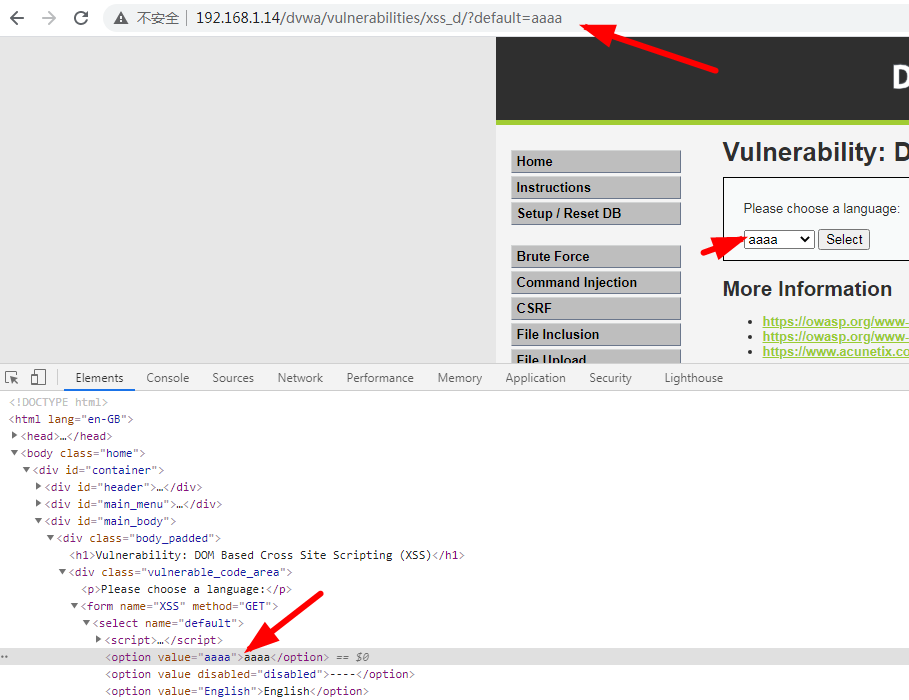 不安全 192.168.1.14/dvwa/vulnerabilities/xss_d/?default=aaaa
D
Home
Instructions
Setup / Reset DB
Brute Force
Command Injection
CSRF
File Inclusion
File Upload
Vulnerability: D
Please choose a language:
aaaa Select
More Information
https://owasp.org/www-
https://owasp.org/www-
https://www.acunetix.co
Elements Console Sources Network Performance Memory Application Security Lighthouse
<!DOCTYPE html>
<html lang="en-GB">
<head>…</head>
<body class="home">
<div id="container">
<div id="header">…</div>
<div id="main_menu">…</div>
<div id="main_body">
<div class="body_padded">
<h1>Vulnerability: DOM Based Cross Site Scripting (XSS)</h1>
<div class="vulnerable_code_area">
<p>Please choose a language:</p>
<form name="XSS" method="GET">
<select name="default">
<script>…</script>
<option value="aaaa">aaaa</option> == $0
<option value disabled="disabled">----</option>
<option value="English">English</option>